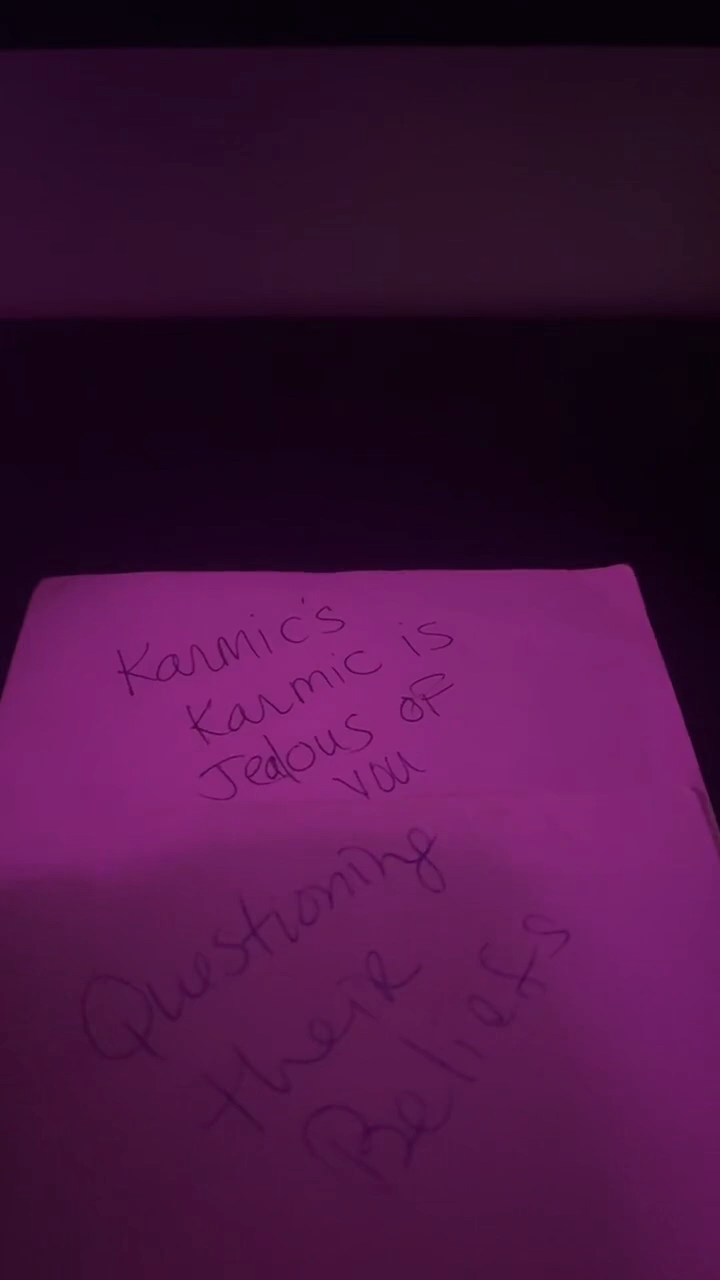 Karmic's
Karmic is
Jealous OF
you
Questioning
their
Beliefs